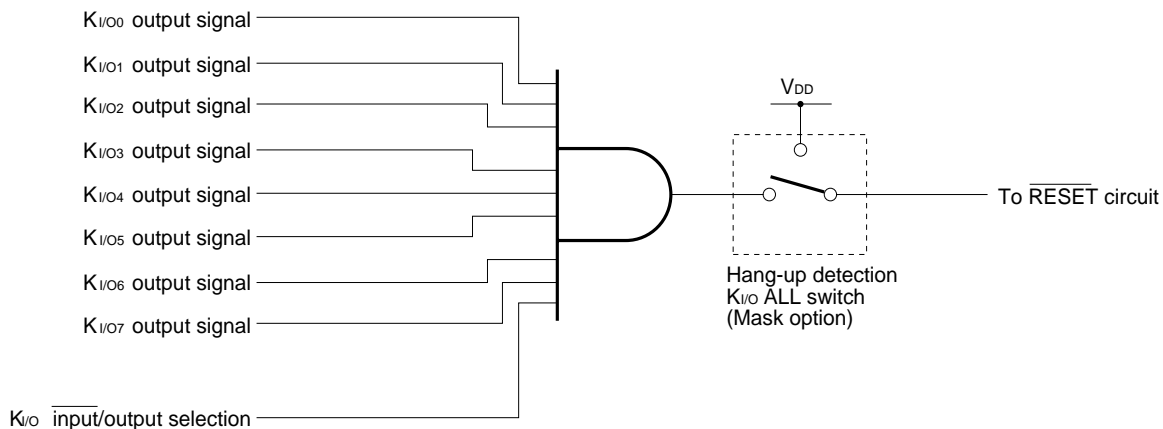 KI/O0 output signal
KI/O1 output signal
KI/O2 output signal
KI/O3 output signal
KI/O4 output signal
KI/O5 output signal
KI/O6 output signal
KI/O7 output signal
KI/O input/output selection
VDD
To RESET circuit
Hang-up detection
KI/O ALL switch
(Mask option)